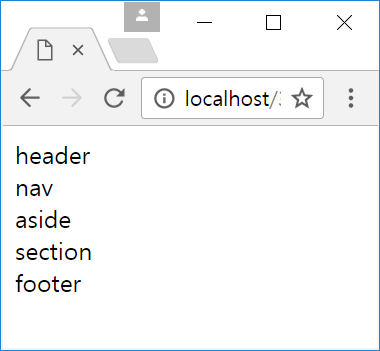 localhost/
header
nav
aside
section
footer